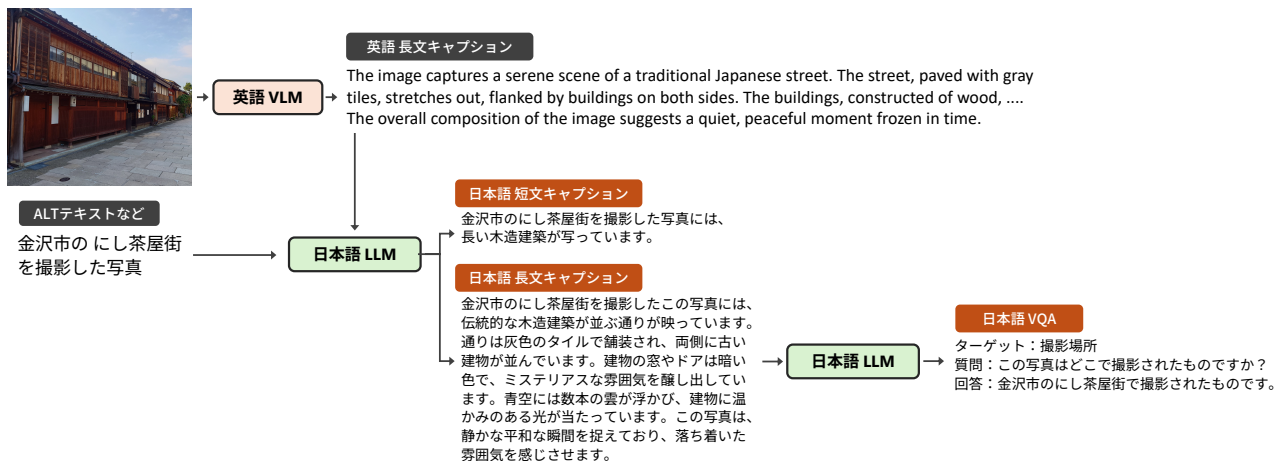 英語 長文キャプション
The image captures a serene scene of a traditional Japanese street. The street, paved with gray
tiles, stretches out, flanked by buildings on both sides. The buildings, constructed of wood, ....
The overall composition of the image suggests a quiet, peaceful moment frozen in time.
英語 VLM
ALTテキストなど
金沢市の にし茶屋街
を撮影した写真
日本語 LLM
日本語 短文キャプション
金沢市のにし茶屋街を撮影した写真には、
長い木造建築が写っています。
日本語 長文キャプション
金沢市のにし茶屋街を撮影したこの写真には、
伝統的な木造建築が並ぶ通りが映っています。
通りは灰色のタイルで舗装され、両側に古い
建物が並んでいます。建物の窓やドアは暗い
色で、ミステリアスな雰囲気を醸し出してい
ます。青空には数本の雲が浮かび、建物に温
かみのある光が当たっています。この写真は、
静かな平和な瞬間を捉えており、落ち着いた
雰囲気を感じさせます。
日本語 LLM
日本語 VQA
ターゲット：撮影場所
質問：この写真はどこで撮影されたものですか？
回答：金沢市のにし茶屋街で撮影されたものです。